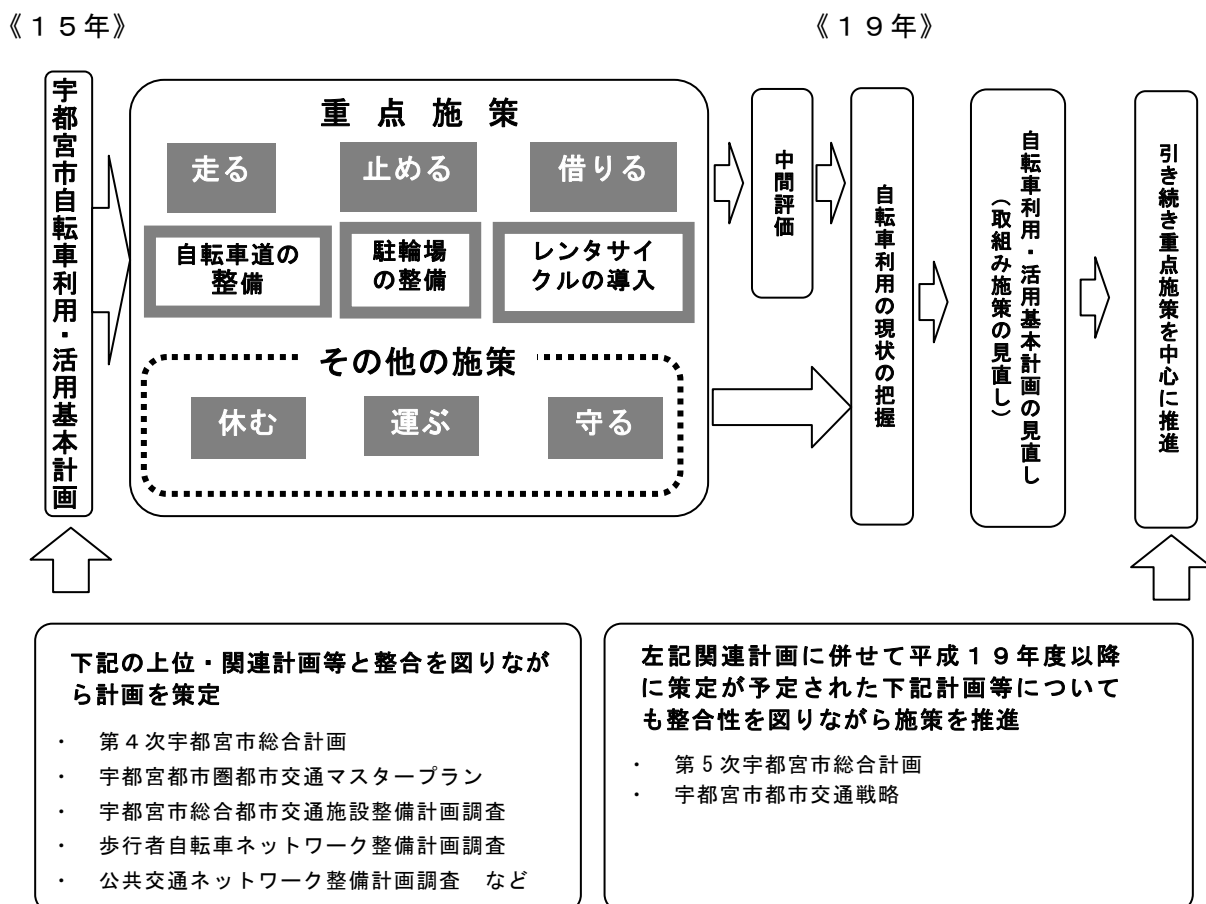 《１５年》
《１９年》
宇都宮市自転車利用・活用基本計画
重点施策
走る
止める
借りる
自転車道の
整備
駐輪場
の整備
レンタサイ
クルの導入
その他の施策
休む
運ぶ
守る
中間評価
自転車利用の現状の把握
自転車利用・活用基本計画の見直し
（取組み施策の見直し）
引き続き重点施策を中心に推進
下記の上位・関連計画等と整合を図りなが
ら計画を策定
・　第４次宇都宮市総合計画
・　宇都宮都市圏都市交通マスタープラン
・　宇都宮市総合都市交通施設整備計画調査
・　歩行者自転車ネットワーク整備計画調査
・　公共交通ネットワーク整備計画調査　など
左記関連計画に併せて平成１９年度以降
に策定が予定された下記計画等について
も整合性を図りながら施策を推進
・　第５次宇都宮市総合計画
・　宇都宮市都市交通戦略